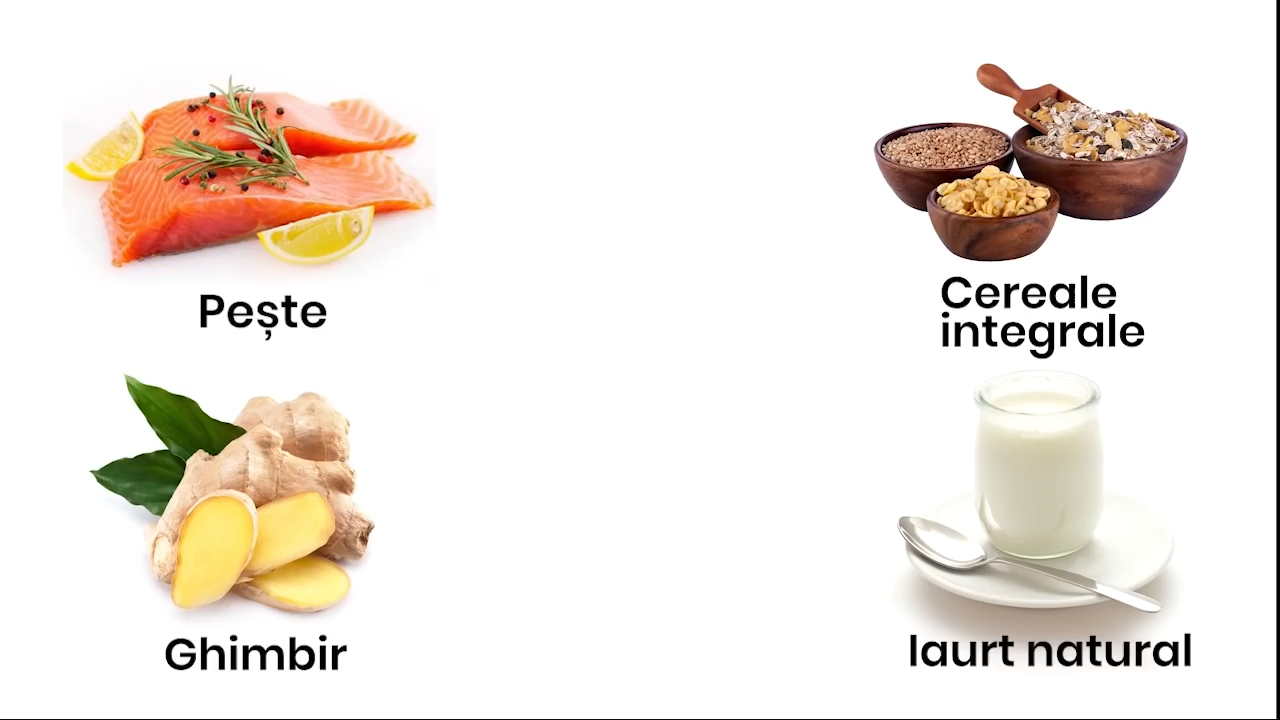 Pește
Cereale
integrale
Ghimbir
Iaurt natural